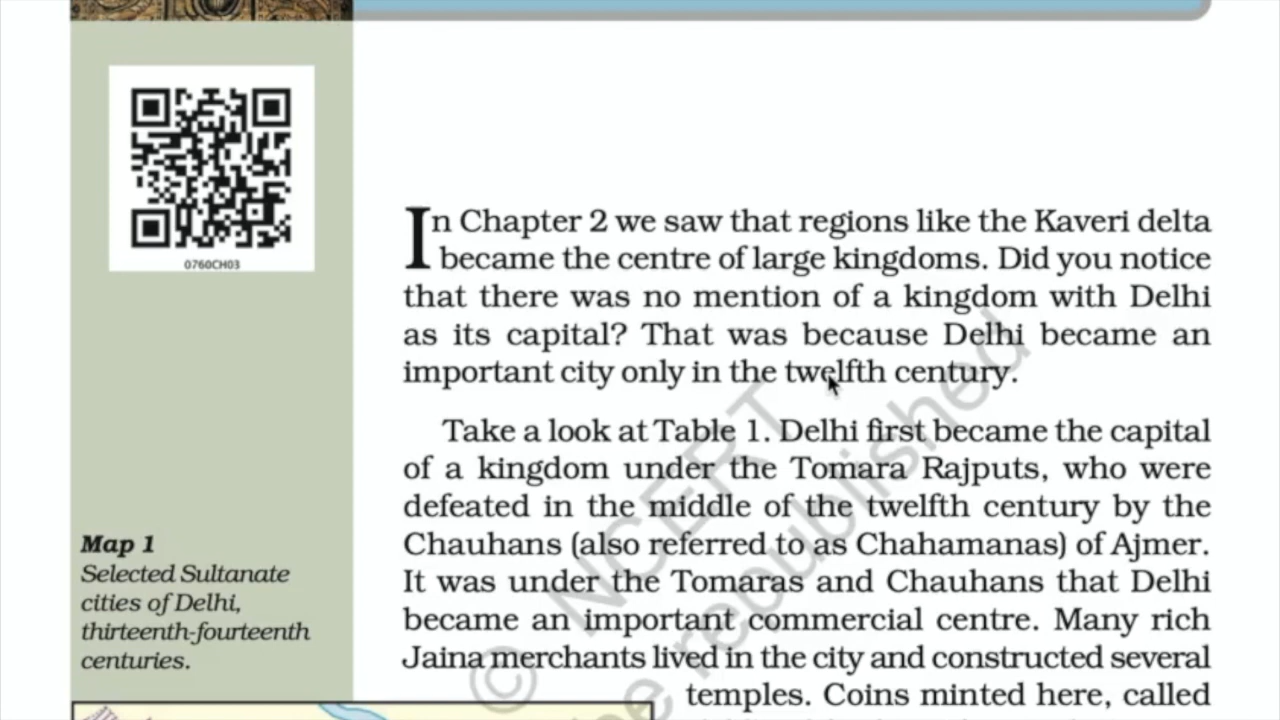 0760CH03
In Chapter 2 we saw that regions like the Kaveri delta
became the centre of large kingdoms. Did you notice
that there was no mention of a kingdom with Delhi
as its capital? That was because Delhi became an
important city only in the twelfth century.
Take a look at Table 1. Delhi first became the capital
of a kingdom under the Tomara Rajputs, who were
defeated in the middle of the twelfth century by the
Chauhans (also referred to as Chahamanas) of Ajmer.
It was under the Tomaras and Chauhans that Delhi
became an important commercial centre. Many rich
Jaina merchants lived in the city and constructed several
temples. Coins minted here, called
Map 1
Selected Sultanate
cities of Delhi,
thirteenth-fourteenth
centuries.
© NCERT
be republished